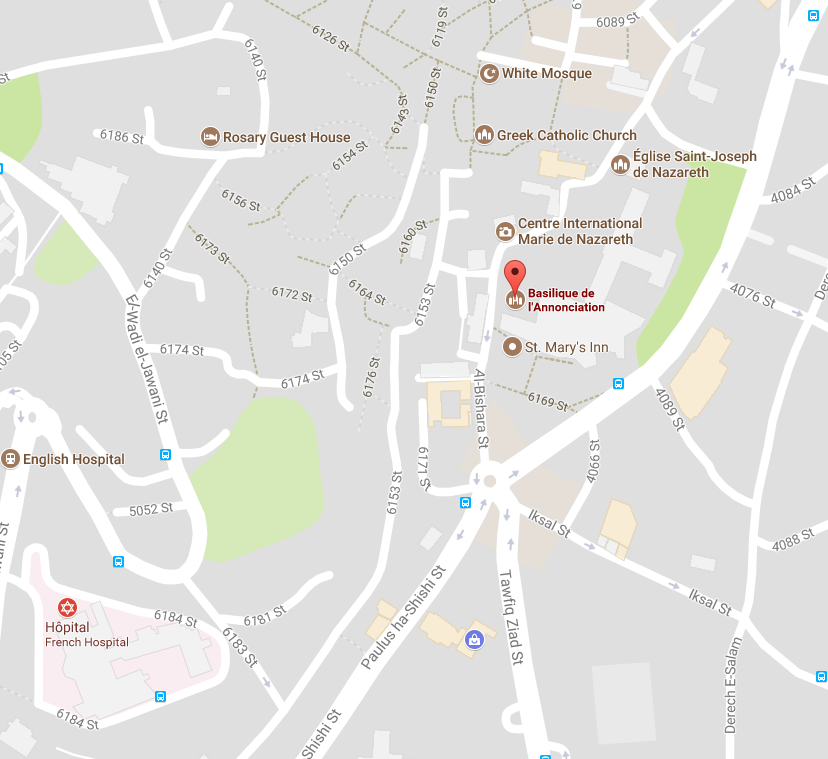 6126 St
6119 St
6089 St
6140 St
6150 St
White Mosque
6143 St
6186 St
Rosary Guest House
Greek Catholic Church
6154 St
Église Saint-Joseph
de Nazareth
4084 St
6156 St
Centre International
Marie de Nazareth
6160 St
6173 St
6140 St
6150 St
6172 St
6164 St
6153 St
Basilique de
l'Annonciation
4076 St
El-Wadi el-Jawani St
6174 St
St. Mary's Inn
6174 St
6176 St
Al-Bishara St
6169 St
4089 St
English Hospital
6171 St
4066 St
6153 St
5052 St
Iksal St
4088 St
Hôpital
French Hospital
6184 St
6181 St
6183 St
Paulus ha-Shishi St
Tawfiq Ziad St
Iksal St
Derech E-Salam
6184 St
Shishi St